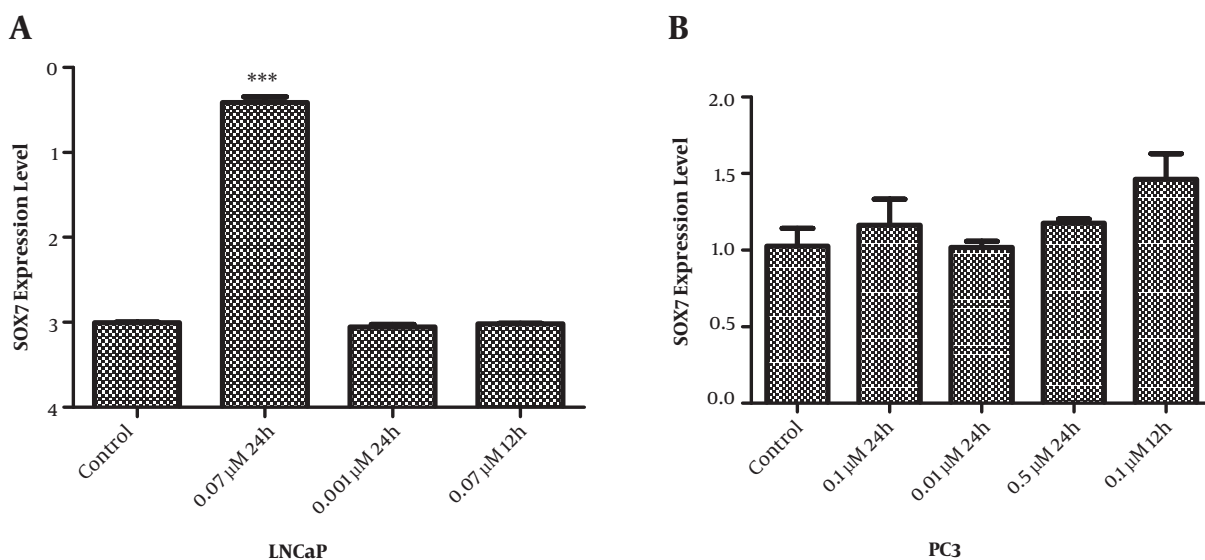 A
SOX7 Expression Level
0
1
2
3
4
***
Control
0.07 µM 24h
0.001 µM 24h
0.07 µM 12h
LNCaP
B
SOX7 Expression Level
2.0
1.5
1.0
0.5
0.0
Control
0.1 µM 24h
0.01 µM 24h
0.5 µM 24h
0.1 µM 12h
PC3